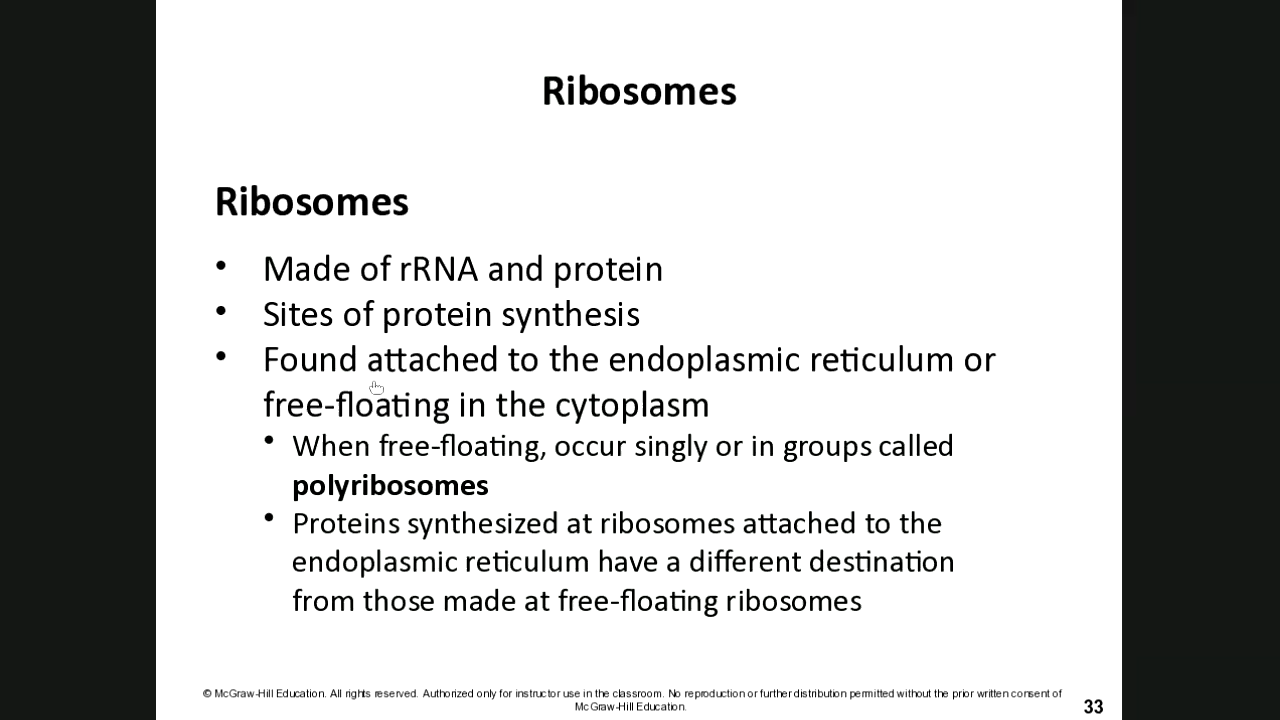 Ribosomes
Ribosomes
• Made of rRNA and protein
• Sites of protein synthesis
• Found attached to the endoplasmic reticulum or
free-floating in the cytoplasm
• When free-floating, occur singly or in groups called
polyribosomes
• Proteins synthesized at ribosomes attached to the
endoplasmic reticulum have a different destination
from those made at free-floating ribosomes
© McGraw-Hill Education. All rights reserved. Authorized only for instructor use in the classroom. No reproduction or further distribution permitted without the prior written consent of
McGraw-Hill Education.
33